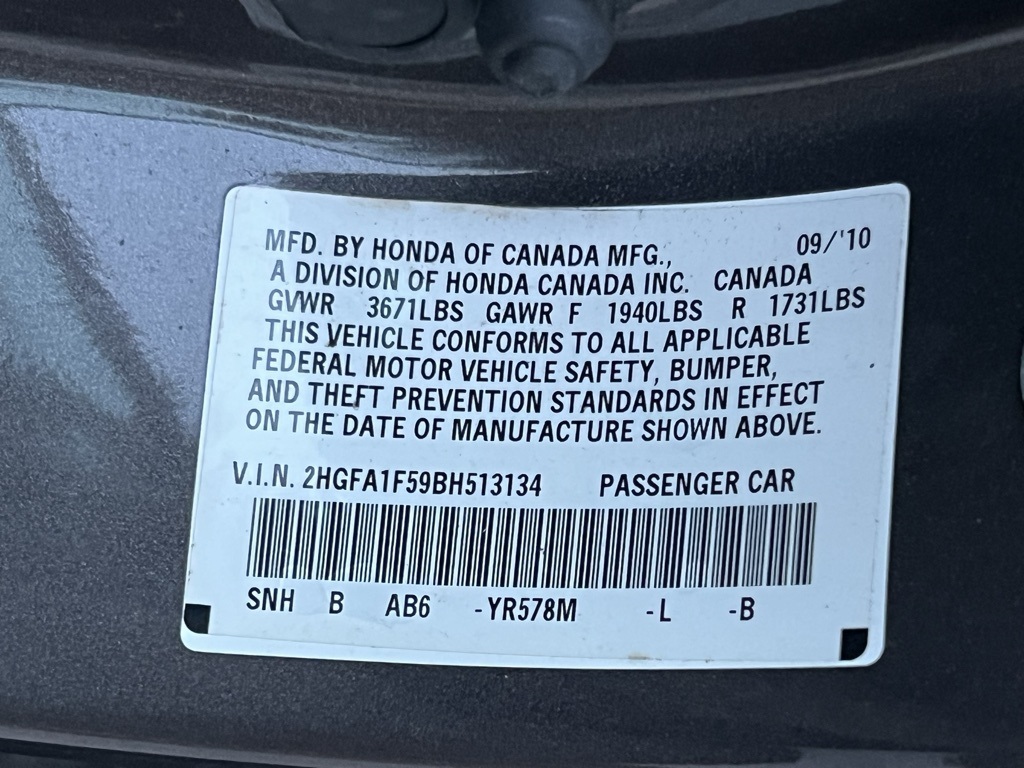 MFD. BY HONDA OF CANADA MFG., 09/'10
A DIVISION OF HONDA CANADA INC. CANADA
GVWR 3671LBS GAWR F 1940LBS R 1731LBS
THIS VEHICLE CONFORMS TO ALL APPLICABLE
FEDERAL MOTOR VEHICLE SAFETY, BUMPER,
AND THEFT PREVENTION STANDARDS IN EFFECT
ON THE DATE OF MANUFACTURE SHOWN ABOVE.
V.I.N. 2HGFA1F59BH513134 PASSENGER CAR
SNH B AB6 -YR578M -L -B